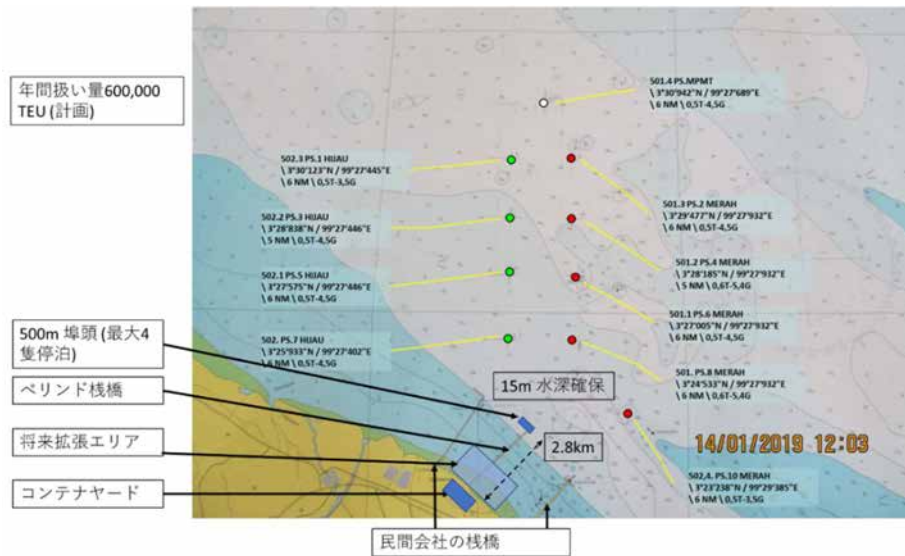 年間扱い量600,000
TEU (計画)
501.4 PS.MPMT
\ 3°30'942"N / 99°27'689"E
\ 6 NM \ 0,5T-4,5G
502.3 PS.1 HIJAU
\ 3°30'123"N / 99°27'445"E
\ 6 NM \ 0,5T-3,5G
501.3 PS.2 MERAH
\ 3°29'477"N / 99°27'932"E
\ 6 NM \ 0,5T-4,5G
502.2 PS.3 HIJAU
\ 3°28'838"N / 99°27'446"E
\ 5 NM \ 0,5T-4,5G
501.2 PS.4 MERAH
\ 3°28'185"N / 99°27'932"E
\ 5 NM \ 0,6T-5,4G
502.1 PS.5 HIJAU
\ 3°27'575"N / 99°27'446"E
\ 6 NM \ 0,5T-4,5G
501.1 PS.6 MERAH
\ 3°27'005"N / 99°27'932"E
\ 6 NM \ 0,5T-4,5G
502. PS.7 HIJAU
\ 3°25'933"N / 99°27'402"E
\ 6 NM \ 0,5T-4,5G
501. PS.8 MERAH
\ 3°24'533"N / 99°27'932"E
\ 6 NM \ 0,6T-5,4G
500m 埠頭 (最大4
隻停泊)
15m 水深確保
ペリンド桟橋
2.8km
14/01/2019 12:03
将来拡張エリア
502,4. PS.10 MERAH
\ 3°23'238"N / 99°29'385"E
\ 6 NM \ 0,5T-3,5G
コンテナヤード
民間会社の桟橋